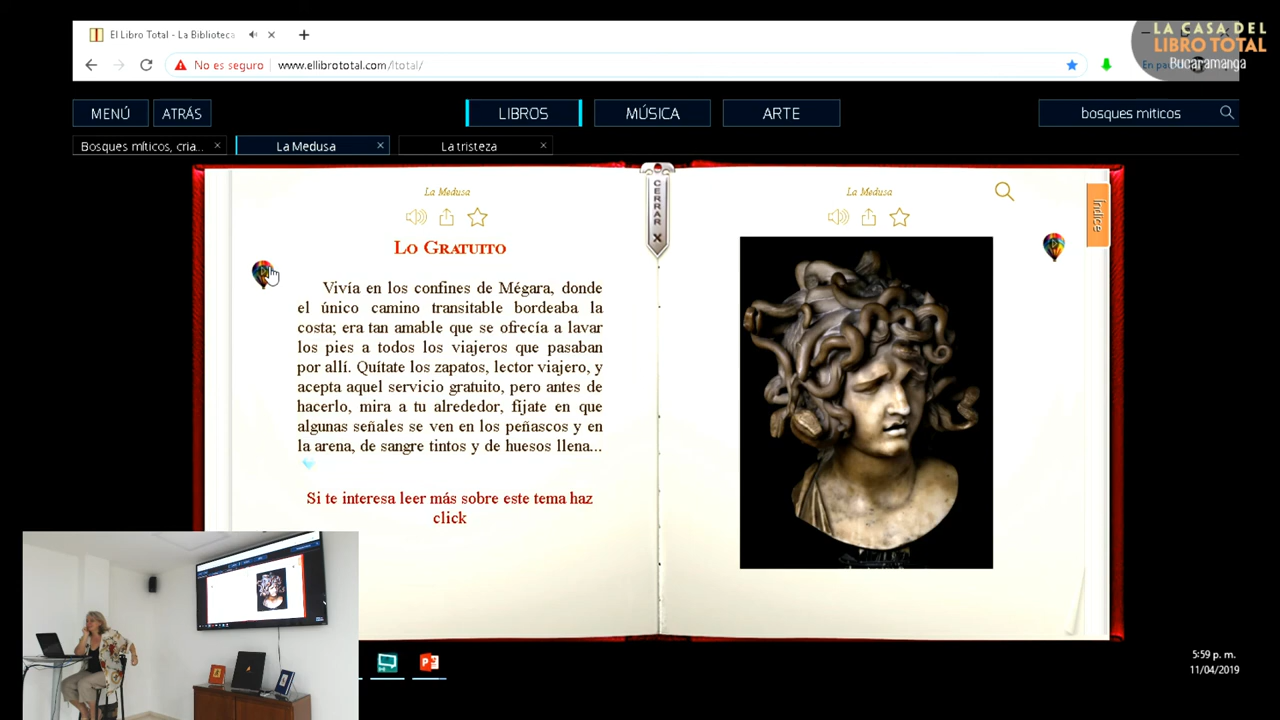 El Libro Total - La Biblioteca
LA CASA DEL
LIBRO TOTAL
Bucaramanga
No es seguro
www.ellibrototal.com/ltotal/
En pau
MENÚ
ATRÁS
LIBROS
MÚSICA
ARTE
bosques miticos
Bosques míticos, cria...
La Medusa
La tristeza
La Medusa
La Medusa
CERRAR X
Índice
LO GRATUITO
Vivía en los confines de Mégara, donde
el único camino transitable bordeaba la
costa; era tan amable que se ofrecía a lavar
los pies a todos los viajeros que pasaban
por allí. Quítate los zapatos, lector viajero, y
acepta aquel servicio gratuito, pero antes de
hacerlo, mira a tu alrededor, fíjate en que
algunas señales se ven en los peñascos y en
la arena, de sangre tintos y de huesos llena...
Si te interesa leer más sobre este tema haz
click
5:59 p. m.
11/04/2019